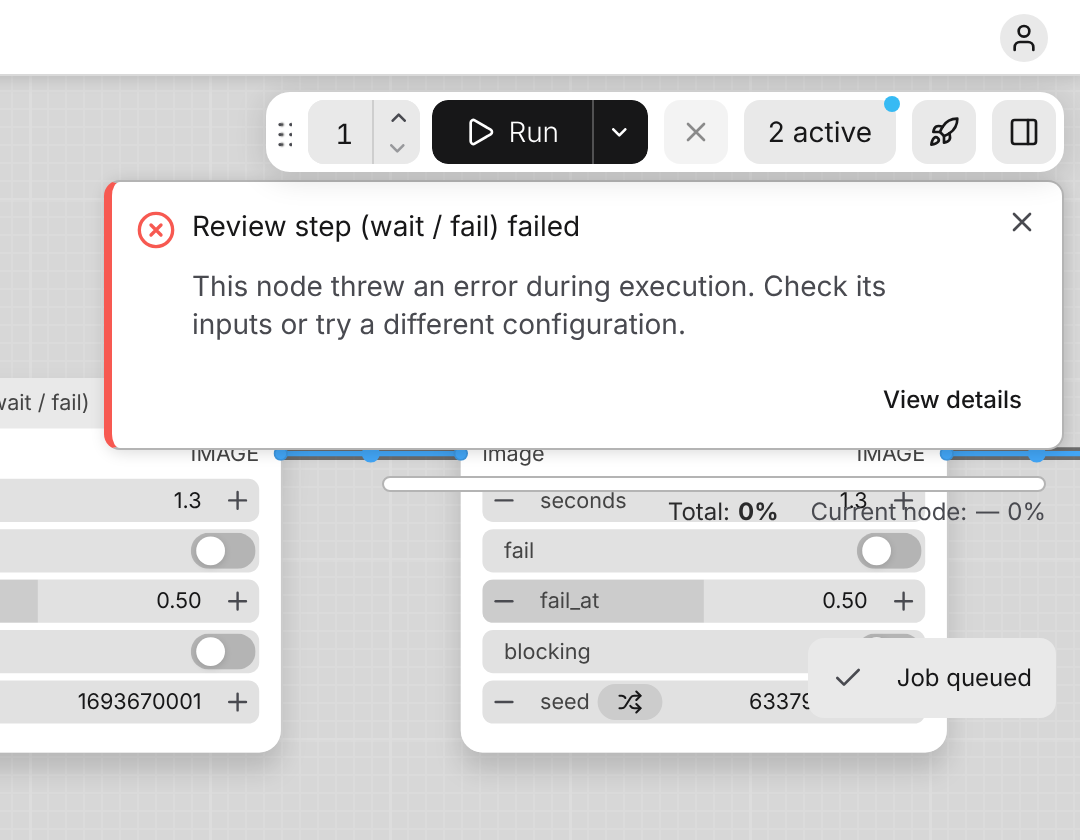 1
Run
2 active
Review step (wait / fail) failed
This node threw an error during execution. Check its
inputs or try a different configuration.
View details
wait / fail)
IMAGE
image
IMAGE
1.3
seconds
1.3
Total: 0%
Current node: — 0%
fail
0.50
fail_at
0.50
blocking
1693670001
seed
63379
Job queued